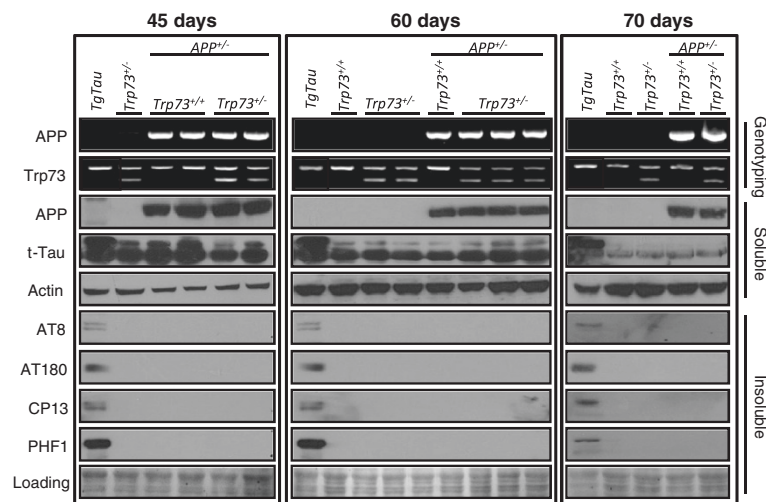 45 days 60 days 70 days
APP+/- APP+/- APP+/-
TgTau Trp73+/- Trp73+/+ Trp73+/- TgTau Trp73+/+ Trp73+/- Trp73+/+ Trp73+/- TgTau Trp73+/+ Trp73+/- Trp73+/+ Trp73+/-
APP
Trp73
Genotyping
APP
t-Tau
Actin
Soluble
AT8
AT180
CP13
PHF1
Loading
Insoluble